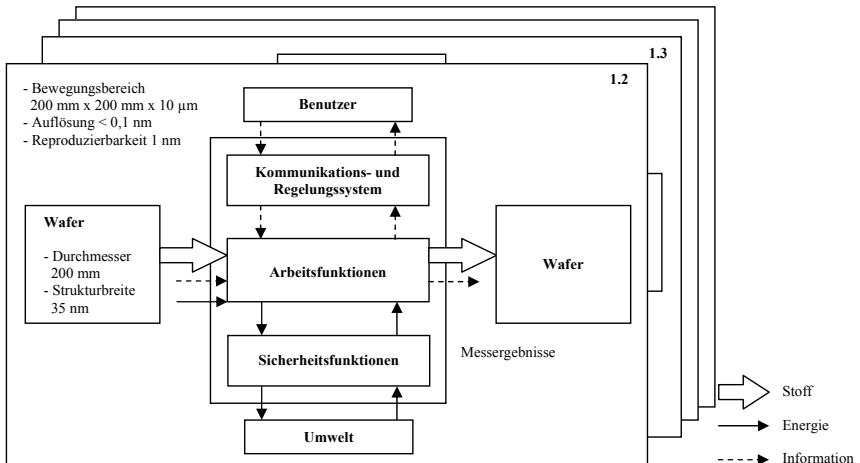 1.3
1.2
- Bewegungsbereich
200 mm x 200 mm x 10 µm
- Auflösung < 0,1 nm
- Reproduzierbarkeit 1 nm
Benutzer
Kommunikations- und
Regelungssystem
Wafer
- Durchmesser
200 mm
- Strukturbreite
35 nm
Arbeitsfunktionen
Wafer
Sicherheitsfunktionen
Messergebnisse
Umwelt
Stoff
Energie
Information